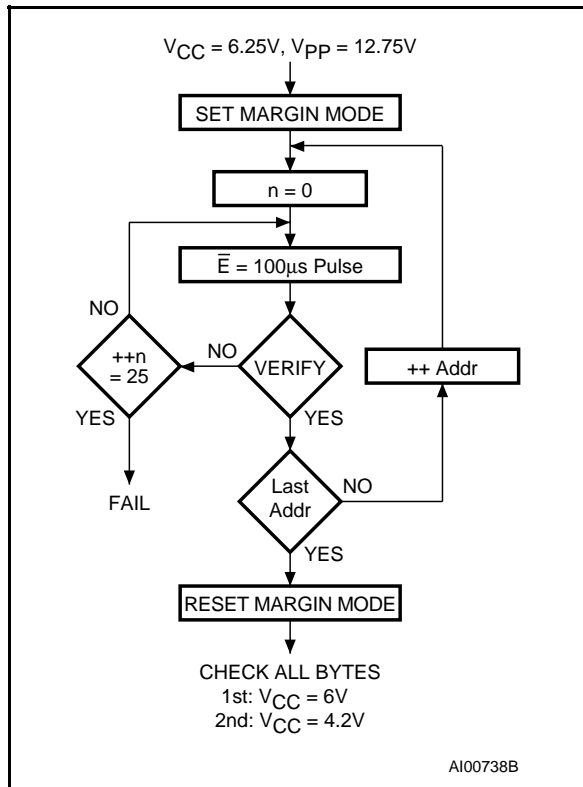 VCC = 6.25V, VPP = 12.75V
SET MARGIN MODE
n = 0
E̅ = 100µs Pulse
NO
++n
= 25
NO
VERIFY
++ Addr
YES
YES
Last
Addr
NO
FAIL
YES
RESET MARGIN MODE
CHECK ALL BYTES
1st: VCC = 6V
2nd: VCC = 4.2V
AI00738B